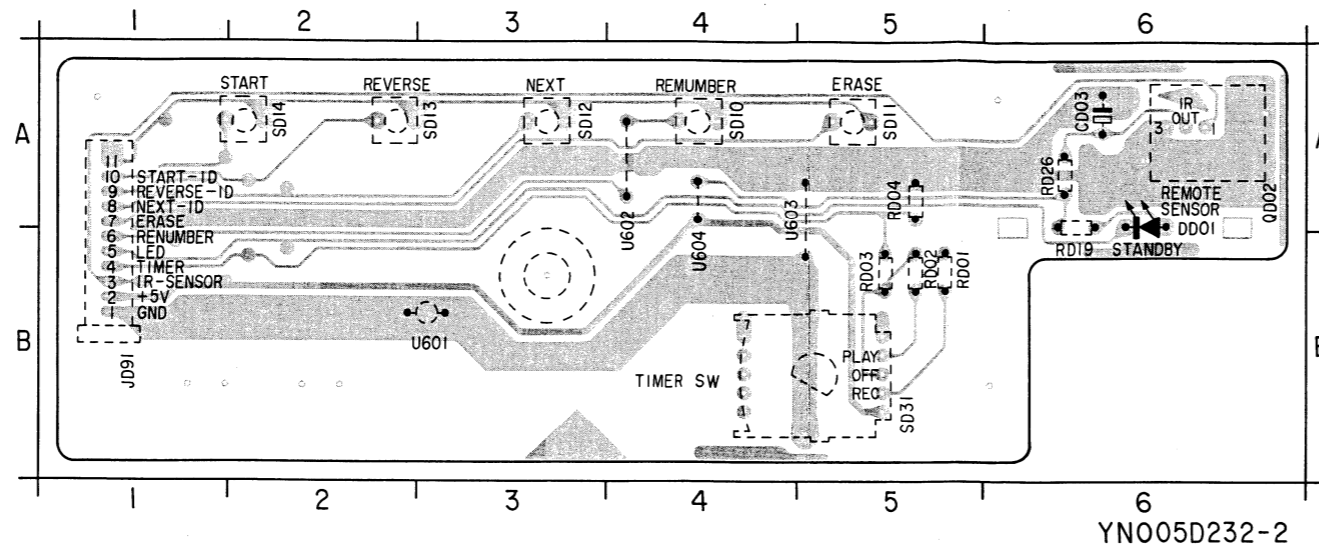 1 2 3 4 5 6
START REVERSE NEXT REMUMBER ERASE
SD14 SD13 SD12 SD10 SD11
CD03
IR
OUT
3 1
A
11
10 START-ID
9 REVERSE-ID
8 NEXT-ID
7 ERASE
6 RENUMBER
5 LED
4 TIMER
3 IR-SENSOR
2 +5V
1 GND
JD91
RD26
RD04
REMOTE
SENSOR
QD02
DD01
RD19 STANDBY
U602 U604 U603
RD03 RD02 RD01
B
U601
7
TIMER SW
PLAY
OFF
REC
SD31
1
1 2 3 4 5 6
YN005D232-2